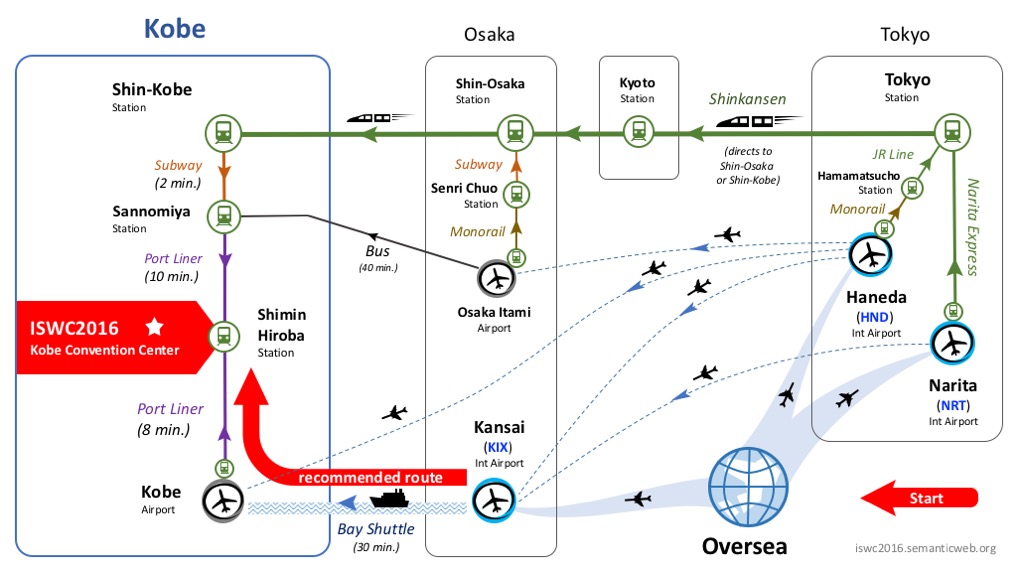 Kobe
Osaka
Tokyo
Shin-Kobe
Station
Shin-Osaka
Station
Kyoto
Station
Shinkansen
Tokyo
Station
(directs to
Shin-Osaka
or Shin-Kobe)
JR Line
Subway
(2 min.)
Subway
Senri Chuo
Station
Hamamatsucho
Station
Monorail
Narita Express
Sannomiya
Station
Monorail
Bus
(40 min.)
Port Liner
(10 min.)
Osaka Itami
Airport
Haneda
(HND)
Int Airport
ISWC2016
Kobe Convention Center
Shimin
Hiroba
Station
Narita
(NRT)
Int Airport
Port Liner
(8 min.)
Kansai
(KIX)
Int Airport
recommended route
Kobe
Airport
Bay Shuttle
(30 min.)
Oversea
Start
iswc2016.semanticweb.org